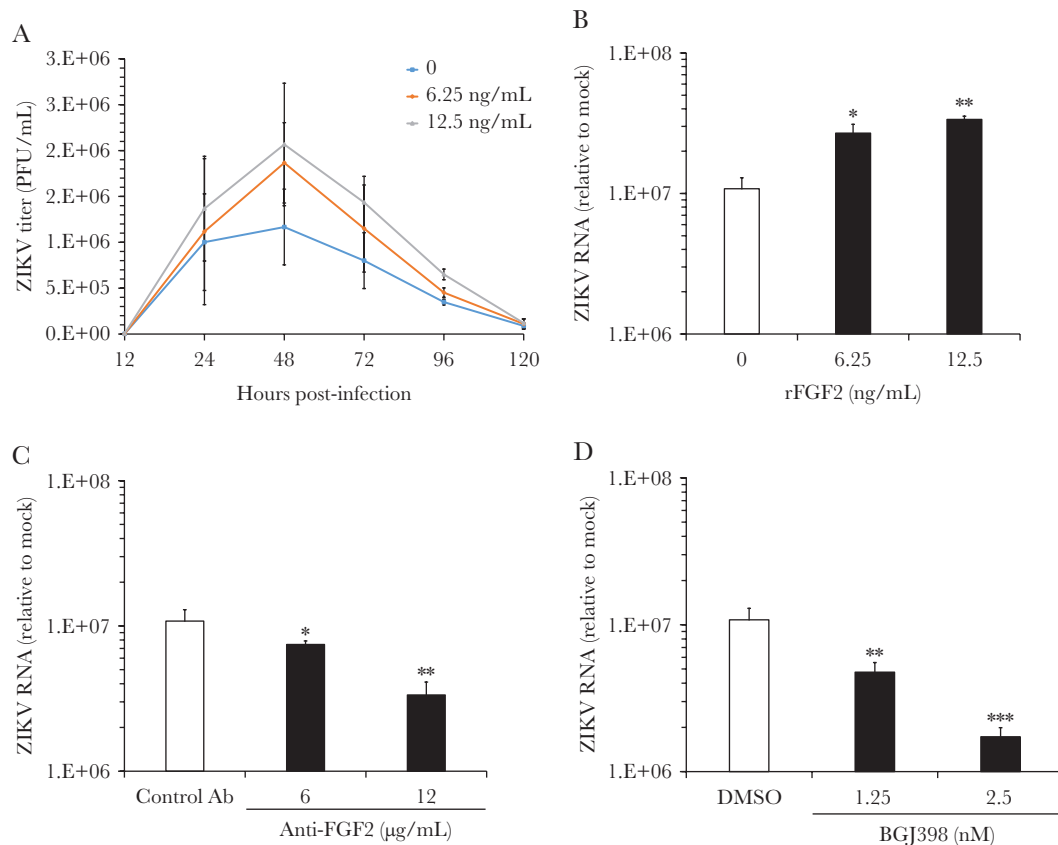 A
ZIKV titer (PFU/mL)
3.E+06
3.E+06
2.E+06
2.E+06
1.E+06
5.E+05
0.E+00
0
6.25 ng/mL
12.5 ng/mL
12 24 48 72 96 120
Hours post-infection
B
ZIKV RNA (relative to mock)
1.E+08
1.E+07
1.E+06
*
**
0 6.25 12.5
rFGF2 (ng/mL)
C
ZIKV RNA (relative to mock)
1.E+08
1.E+07
1.E+06
*
**
Control Ab 6 12
Anti-FGF2 (µg/mL)
D
ZIKV RNA (relative to mock)
1.E+08
1.E+07
1.E+06
**
***
DMSO 1.25 2.5
BGJ398 (nM)